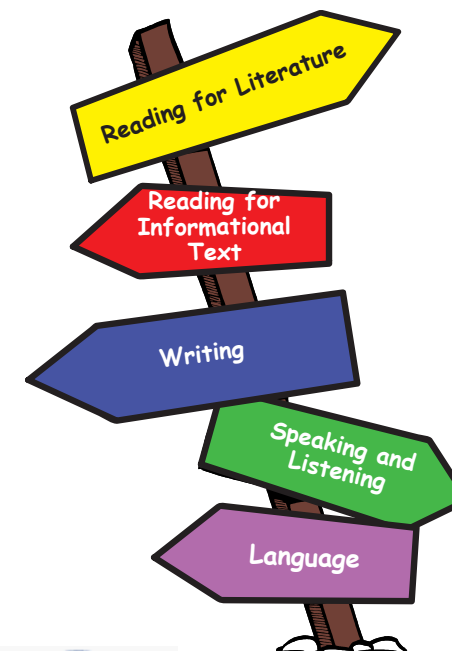 Reading for Literature
Reading for
Informational
Text
Writing
Speaking and
Listening
Language